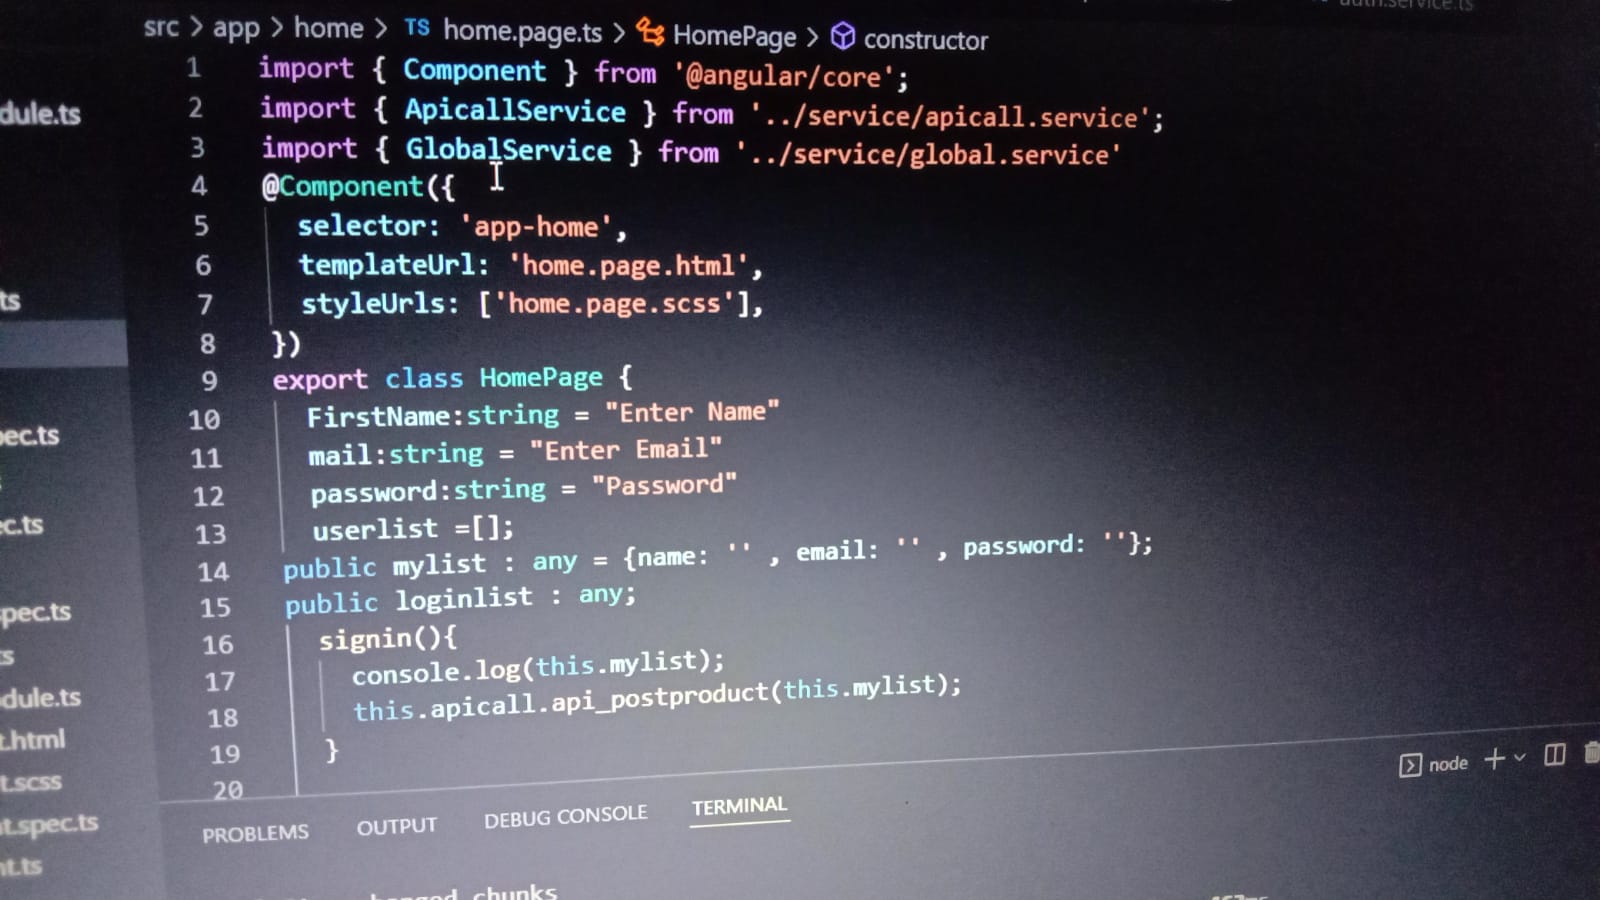 auth.service.ts
src > app > home > TS home.page.ts > HomePage > constructor
1 import { Component } from '@angular/core';
2 import { ApicallService } from '../service/apicall.service';
3 import { GlobalService } from '../service/global.service'
4 @Component({
5 selector: 'app-home',
6 templateUrl: 'home.page.html',
7 styleUrls: ['home.page.scss'],
8 })
9 export class HomePage {
10 FirstName:string = "Enter Name"
11 mail:string = "Enter Email"
12 password:string = "Password"
13 userlist =[];
14 public mylist : any = {name: '' , email: '' , password: ''};
15 public loginlist : any;
16 signin(){
17 console.log(this.mylist);
18 this.apicall.api_postproduct(this.mylist);
19 }
20
dule.ts
ts
pec.ts
c.ts
spec.ts
ts
dule.ts
t.html
t.scss
t.spec.ts
nt.ts
node
PROBLEMS OUTPUT DEBUG CONSOLE TERMINAL
chunks